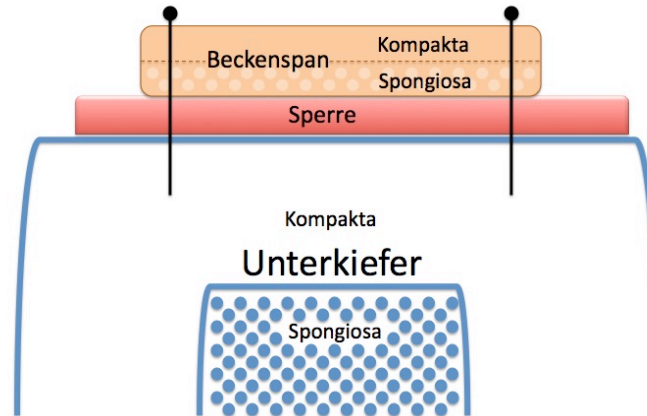 Kompakta
Beckenspan
Spongiosa
Sperre
Kompakta
Unterkiefer
Spongiosa